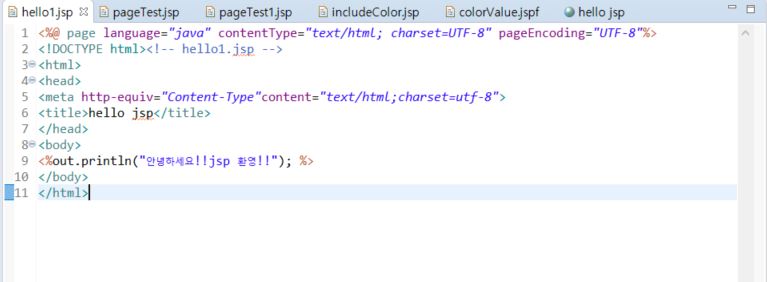 hello1.jsp pageTest.jsp pageTest1.jsp includeColor.jsp colorValue.jspf hello jsp
1 <%@ page language="java" contentType="text/html; charset=UTF-8" pageEncoding="UTF-8"%>
2 <!DOCTYPE html><!-- hello1.jsp -->
3 <html>
4 <head>
5 <meta http-equiv="Content-Type"content="text/html;charset=utf-8">
6 <title>hello jsp</title>
7 </head>
8 <body>
9 <%out.println("안녕하세요!!jsp 환영!!"); %>
10 </body>
11 </html>